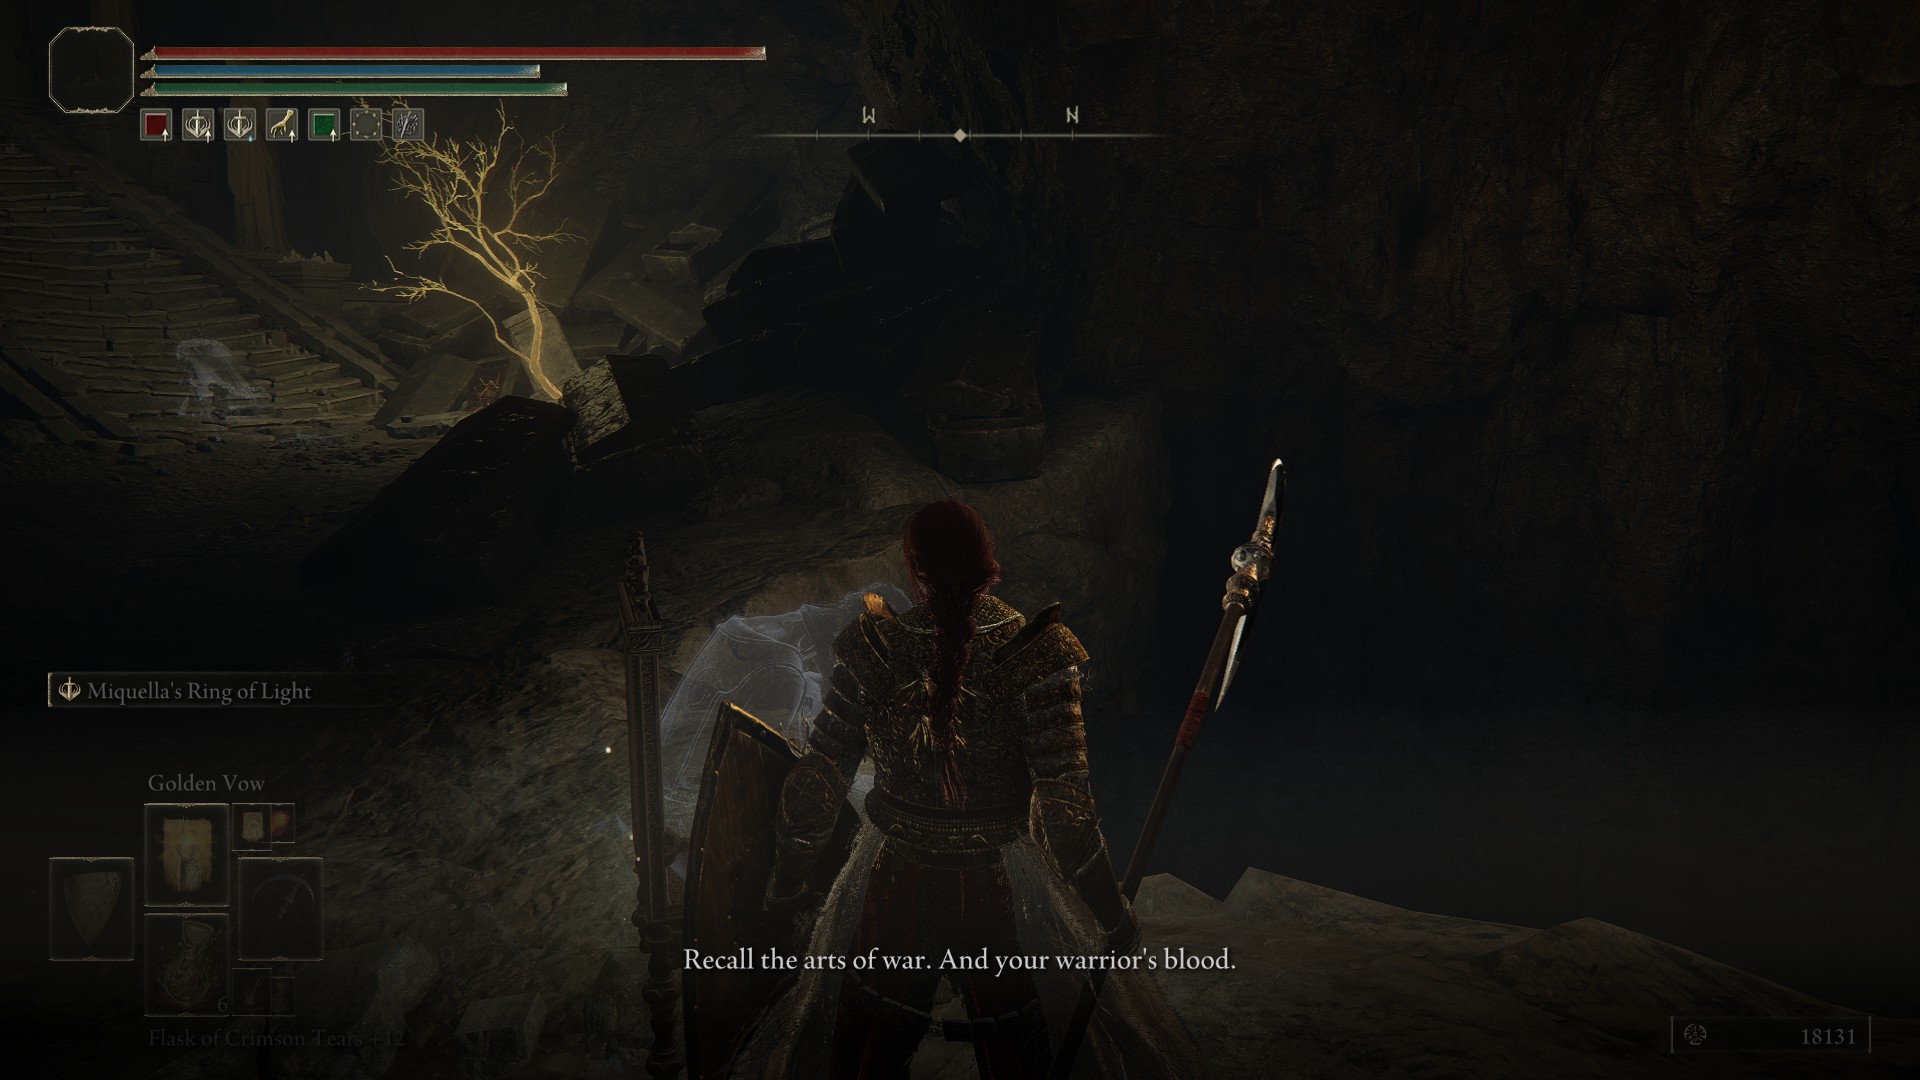 W N
Miquella's Ring of Light
Golden Vow
6
Flask of Crimson Tears +12
Recall the arts of war. And your warrior's blood.
18131